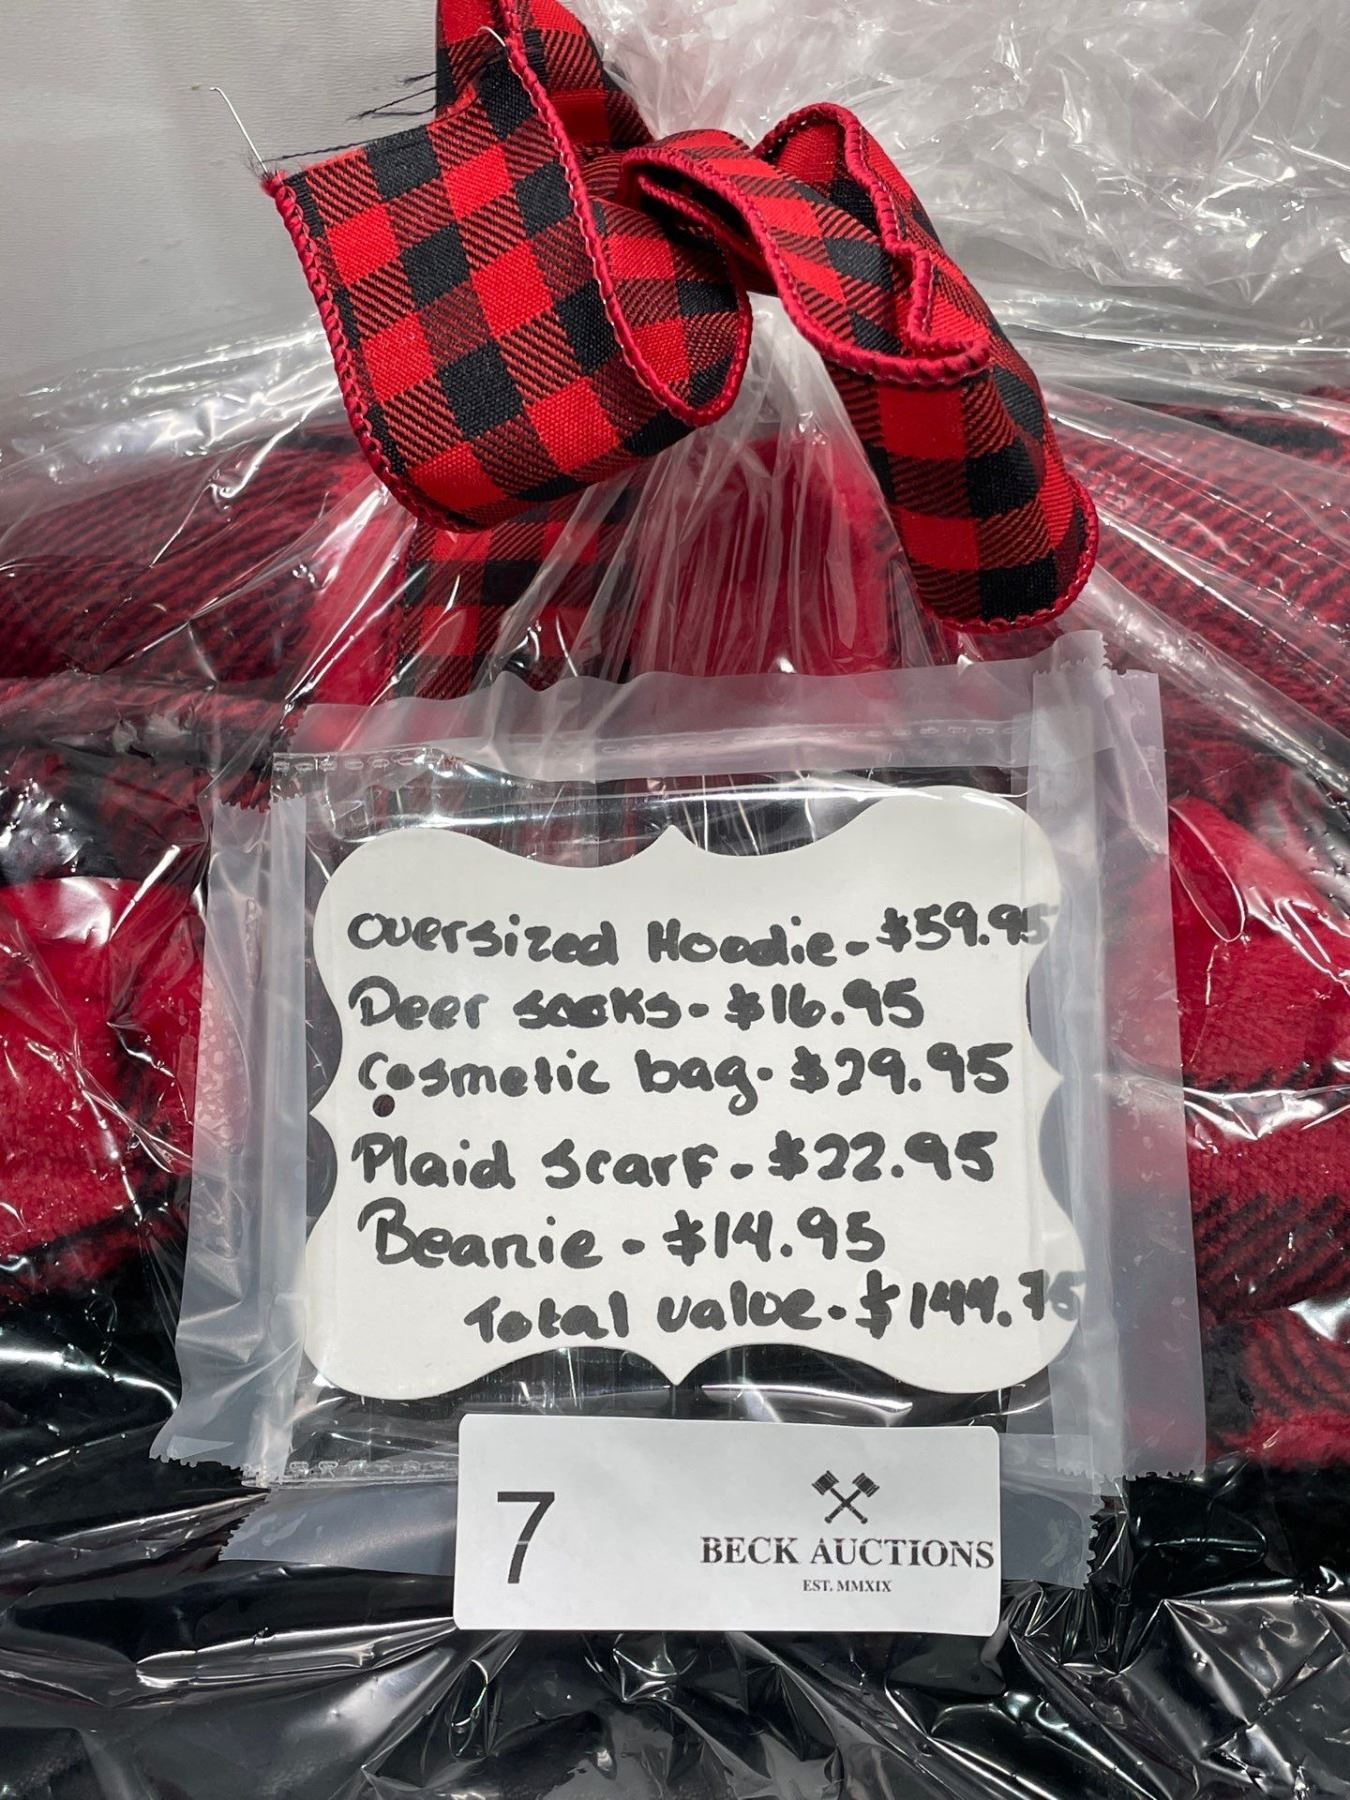 Oversized Hoodie - $59.95
Deer socks - $16.95
Cosmetic bag - $29.95
Plaid scarf - $22.95
Beanie - $14.95
Total value - $144.75
7
BECK AUCTIONS
EST. MMXIX